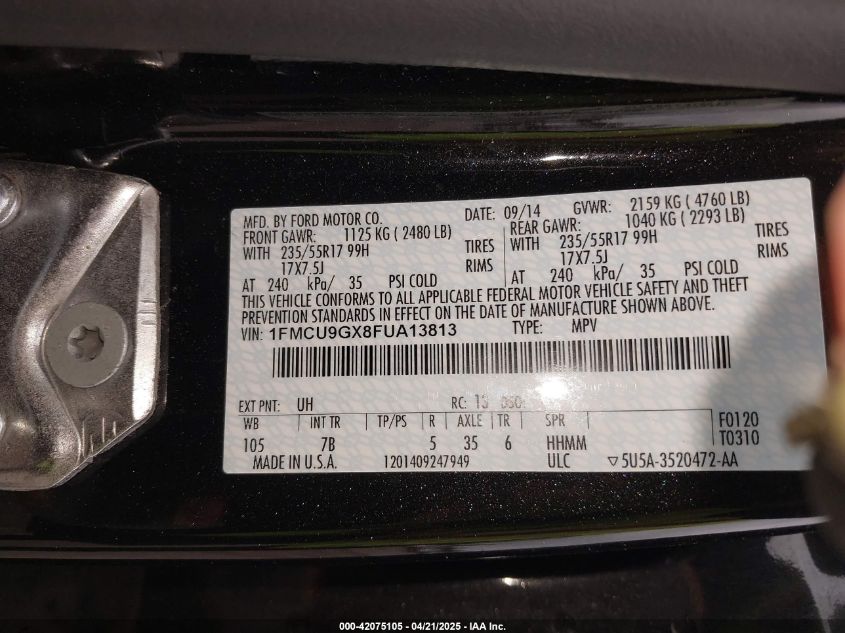 MFD. BY FORD MOTOR CO. DATE: 09/14 GVWR: 2159 KG ( 4760 LB)
FRONT GAWR: 1125 KG ( 2480 LB) REAR GAWR: 1040 KG ( 2293 LB)
WITH 235/55R17 99H TIRES WITH 235/55R17 99H TIRES
17X7.5J RIMS 17X7.5J RIMS
AT 240 kPa/ 35 PSI COLD AT 240 kPa/ 35 PSI COLD
THIS VEHICLE CONFORMS TO ALL APPLICABLE FEDERAL MOTOR VEHICLE SAFETY AND THEFT
PREVENTION STANDARDS IN EFFECT ON THE DATE OF MANUFACTURE SHOWN ABOVE.
VIN: 1FMCU9GX8FUA13813 TYPE: MPV
EXT PNT: UH RC: 13 DSO:
WB INT TR TP/PS R AXLE TR SPR F0120
105 7B 5 35 6 HHMM T0310
MADE IN U.S.A. 1201409247949 ULC ▽5U5A-3520472-AA
000-42075105 - 04/21/2025 - IAA Inc.